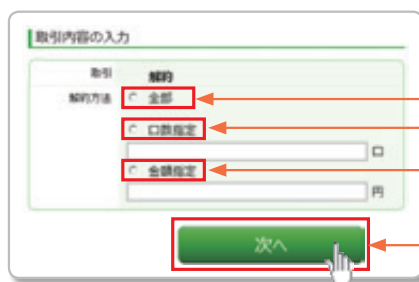 取引内容の入力
取引 解約
解約方法 全部
口数指定
口
金額指定
円
次へ